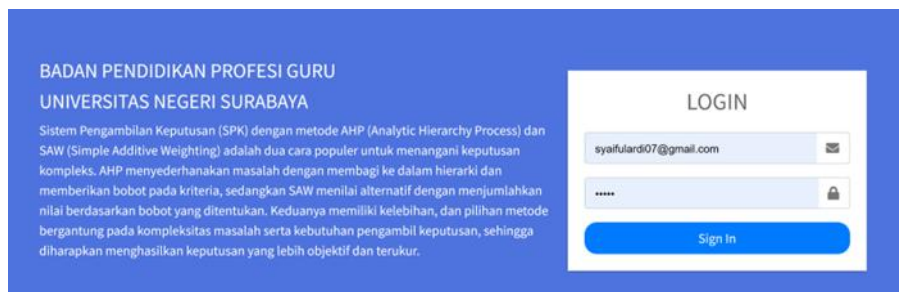 BADAN PENDIDIKAN PROFESI GURU
UNIVERSITAS NEGERI SURABAYA
Sistem Pengambilan Keputusan (SPK) dengan metode AHP (Analytic Hierarchy Process) dan
SAW (Simple Additive Weighting) adalah dua cara populer untuk menangani keputusan
kompleks. AHP menyederhanakan masalah dengan membagi ke dalam hierarki dan
memberikan bobot pada kriteria, sedangkan SAW menilai alternatif dengan menjumlahkan
nilai berdasarkan bobot yang ditentukan. Keduanya memiliki kelebihan, dan pilihan metode
bergantung pada kompleksitas masalah serta kebutuhan pengambil keputusan, sehingga
diharapkan menghasilkan keputusan yang lebih objektif dan terukur.
LOGIN
syaifulardi07@gmail.com
•••••
Sign In